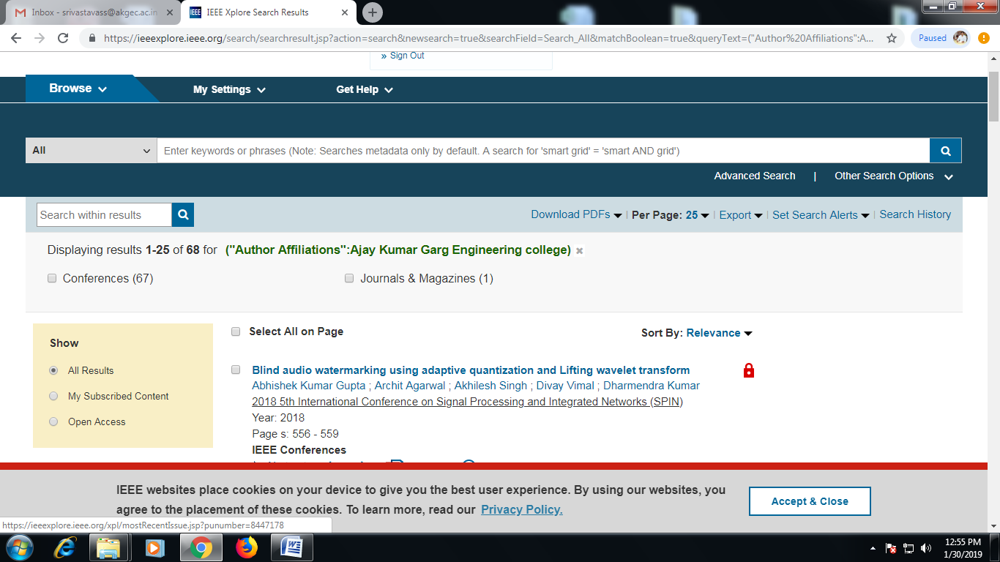 Inbox - srivastavass@akgec.ac.in
IEEE IEEE Xplore Search Results
https://ieeexplore.ieee.org/search/searchresult.jsp?action=search&newsearch=true&searchField=Search_All&matchBoolean=true&queryText=("Author%20Affiliations":A...
Paused
» Sign Out
Browse My Settings Get Help
All Enter keywords or phrases (Note: Searches metadata only by default. A search for 'smart grid' = 'smart AND grid')
Advanced Search | Other Search Options
Search within results Download PDFs | Per Page: 25 | Export | Set Search Alerts | Search History
Displaying results 1-25 of 68 for ("Author Affiliations":Ajay Kumar Garg Engineering college) ×
Conferences (67) Journals & Magazines (1)
Show
All Results
My Subscribed Content
Open Access
Select All on Page Sort By: Relevance
Blind audio watermarking using adaptive quantization and Lifting wavelet transform
Abhishek Kumar Gupta ; Archit Agarwal ; Akhilesh Singh ; Divay Vimal ; Dharmendra Kumar
2018 5th International Conference on Signal Processing and Integrated Networks (SPIN)
Year: 2018
Page s: 556 - 559
IEEE Conferences
IEEE websites place cookies on your device to give you the best user experience. By using our websites, you
agree to the placement of these cookies. To learn more, read our Privacy Policy.
Accept & Close
https://ieeexplore.ieee.org/xpl/mostRecentIssue.jsp?punumber=8447178
12:55 PM
1/30/2019